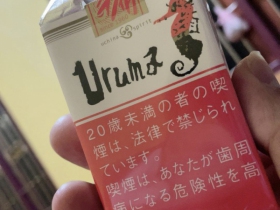 Uruma
20歳未満の者の喫
煙は、法律で禁じられ
ています。
喫煙は、あなたが歯周
病になる危険性を高